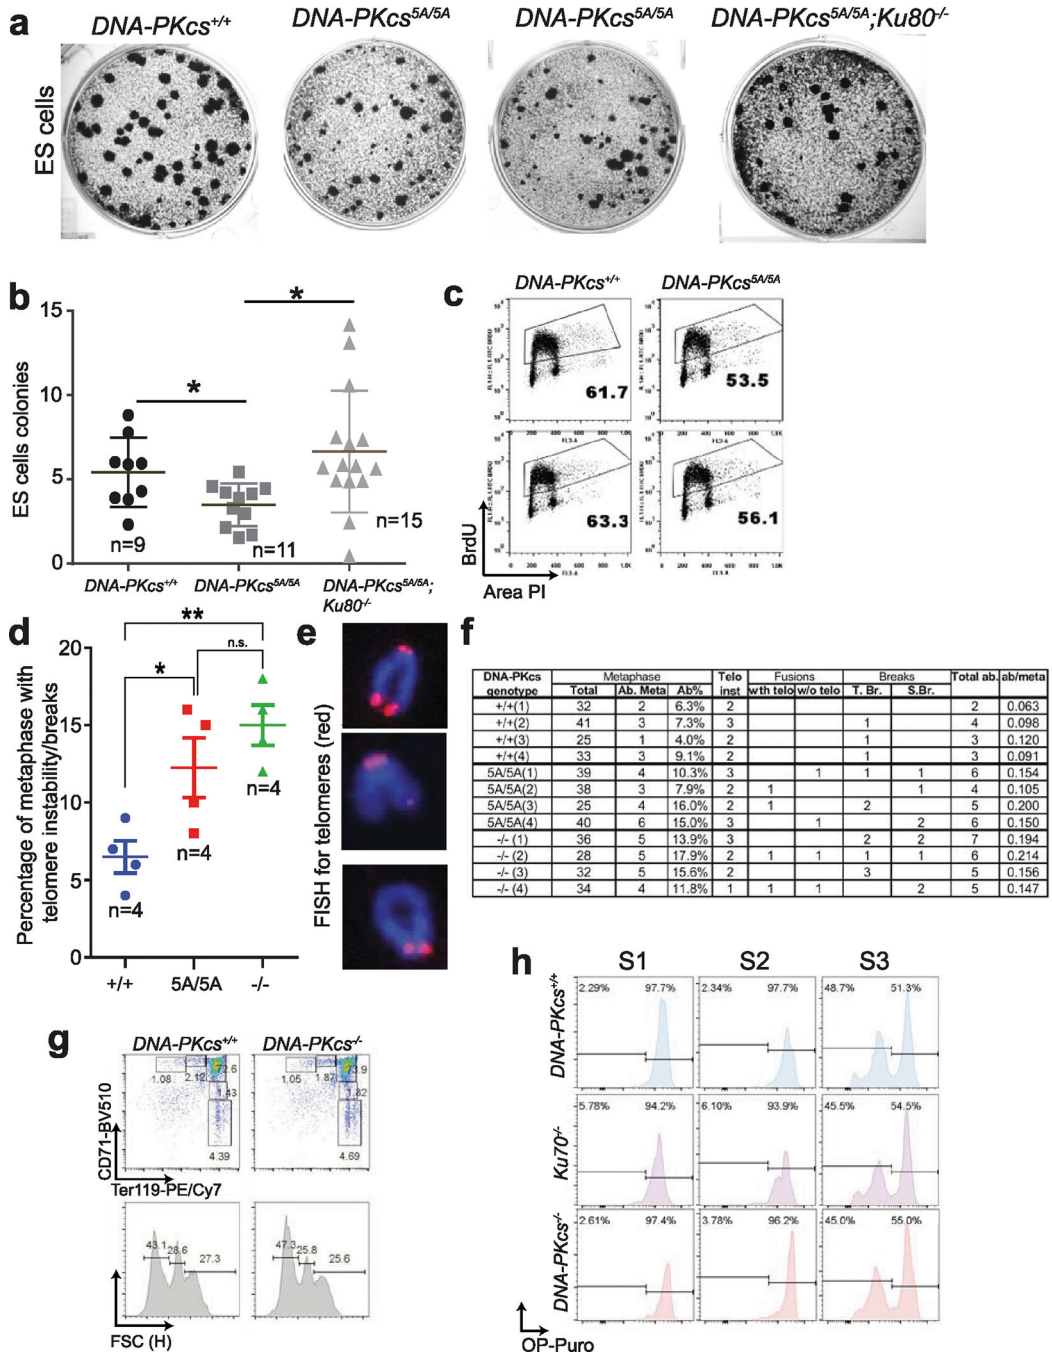 a
DNA-PKcs+/+
DNA-PKcs5A/5A
DNA-PKcs5A/5A
DNA-PKcs5A/5A;Ku80-/-
ES cells
b
15
10
5
0
ES cells colonies
*
*
n=9
n=11
n=15
DNA-PKcs+/+
DNA-PKcs5A/5A
DNA-PKcs5A/5A;
Ku80-/-
c
DNA-PKcs+/+
DNA-PKcs5A/5A
61.7
53.5
63.3
56.1
BrdU
Area PI
d
20
15
10
5
0
Percentage of metaphase with
telomere instability/breaks
**
n.s.
*
n=4
n=4
n=4
+/+
5A/5A
-/-
e
FISH for telomeres (red)
f
DNA-PKcs Metaphase Telo Fusions Breaks Total ab. ab/meta
genotype Total Ab. Meta Ab% inst wth telo w/o telo T. Br. S.Br.
+/+(1) 32 2 6.3% 2 2 0.063
+/+(2) 41 3 7.3% 3 1 4 0.098
+/+(3) 25 1 4.0% 2 1 3 0.120
+/+(4) 33 3 9.1% 2 1 3 0.091
5A/5A(1) 39 4 10.3% 3 1 1 1 6 0.154
5A/5A(2) 38 3 7.9% 2 1 1 4 0.105
5A/5A(3) 25 4 16.0% 2 1 2 5 0.200
5A/5A(4) 40 6 15.0% 3 1 2 6 0.150
-/- (1) 36 5 13.9% 3 2 2 7 0.194
-/- (2) 28 5 17.9% 2 1 1 1 1 6 0.214
-/- (3) 32 5 15.6% 2 3 5 0.156
-/- (4) 34 4 11.8% 1 1 1 2 5 0.147
g
DNA-PKcs+/+
DNA-PKcs-/-
1.08
2.12
1.43
4.39
1.05
1.87
1.82
4.69
CD71-BV510
Ter119-PE/Cy7
43.1
28.6
27.3
47.3
25.8
25.6
FSC (H)
h
S1
S2
S3
DNA-PKcs+/+
2.29% 97.7%
2.34% 97.7%
48.7% 51.3%
Ku70-/-
5.78% 94.2%
6.10% 93.9%
45.5% 54.5%
DNA-PKcs-/-
2.61% 97.4%
3.78% 96.2%
45.0% 55.0%
OP-Puro